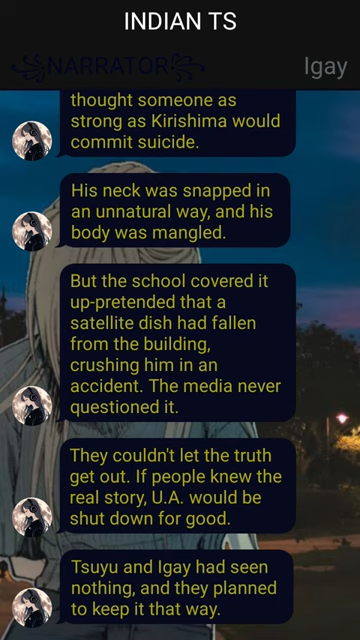 INDIAN TS
꧁NARRATOR꧂
Igay
thought someone as
strong as Kirishima would
commit suicide.
His neck was snapped in
an unnatural way, and his
body was mangled.
But the school covered it
up-pretended that a
satellite dish had fallen
from the building,
crushing him in an
accident. The media never
questioned it.
They couldn't let the truth
get out. If people knew the
real story, U.A. would be
shut down for good.
Tsuyu and Igay had seen
nothing, and they planned
to keep it that way.